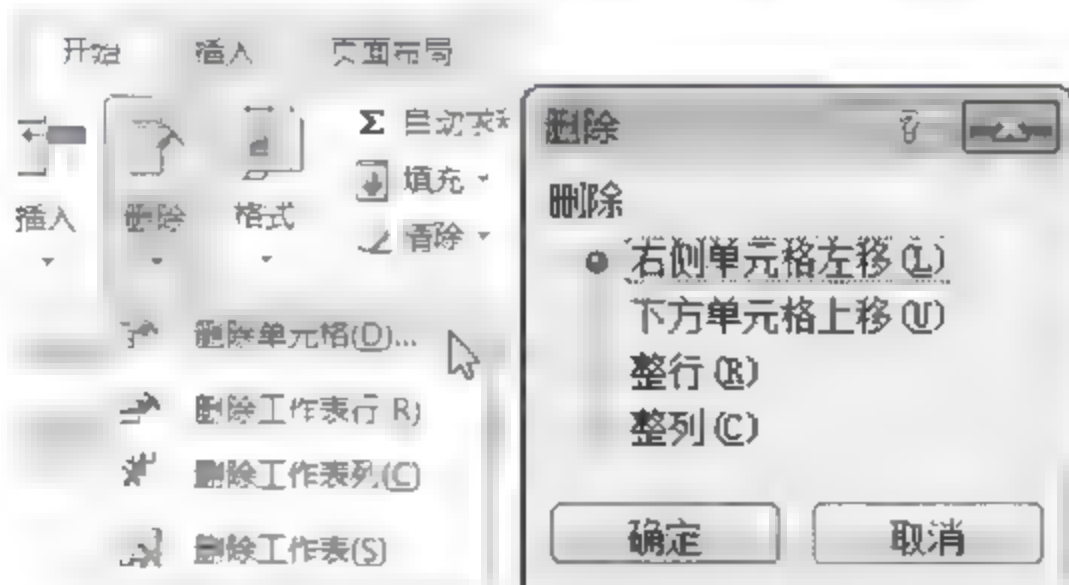 开始 插入 页面布局
插入 删除 格式
Σ 自动求和
填充
清除
删除单元格(D)...
删除工作表行(R)
删除工作表列(C)
删除工作表(S)
删除
删除
右侧单元格左移(L)
下方单元格上移(U)
整行(R)
整列(C)
确定 取消